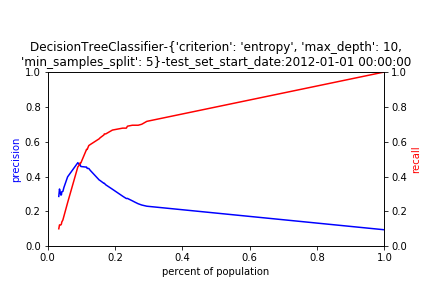 DecisionTreeClassifier-{'criterion': 'entropy', 'max_depth': 10,
'min_samples_split': 5}-test_set_start_date:2012-01-01 00:00:00
1.0
0.8
0.6
0.4
0.2
0.0
precision
1.0
0.8
0.6
0.4
0.2
0.0
recall
0.0 0.2 0.4 0.6 0.8 1.0
percent of population